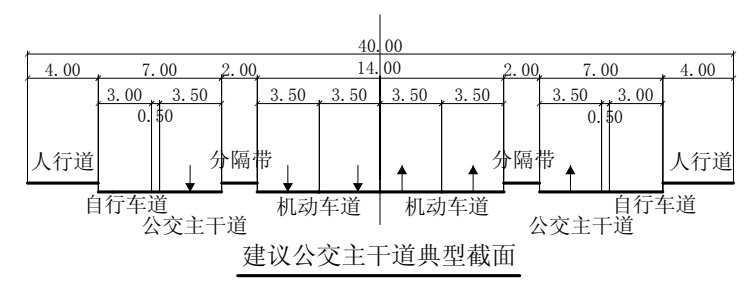 40.00
4.00 7.00 2.00 14.00 2.00 7.00 4.00
3.00 3.50 3.50 3.50 3.50 3.50 3.50 3.00
0.50 0.50
人行道 分隔带 分隔带 人行道
自行车道 机动车道 机动车道 自行车道
公交主干道 公交主干道
建议公交主干道典型截面